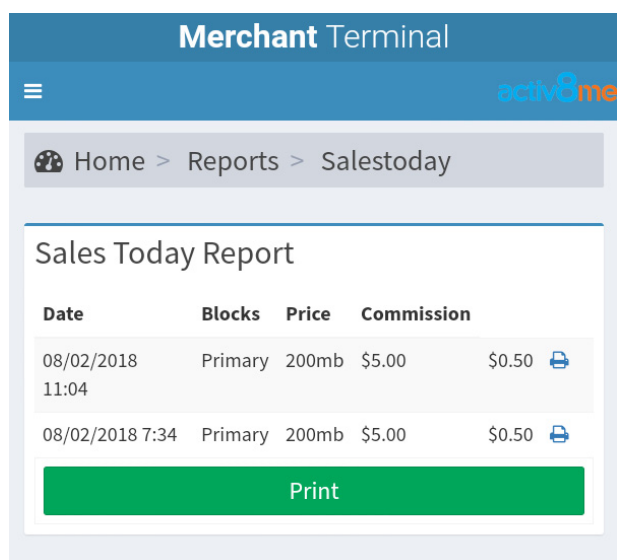 Merchant Terminal
activ8me
Home > Reports > Salestoday
Sales Today Report
Date Blocks Price Commission
08/02/2018 Primary 200mb $5.00 $0.50
11:04
08/02/2018 7:34 Primary 200mb $5.00 $0.50
Print